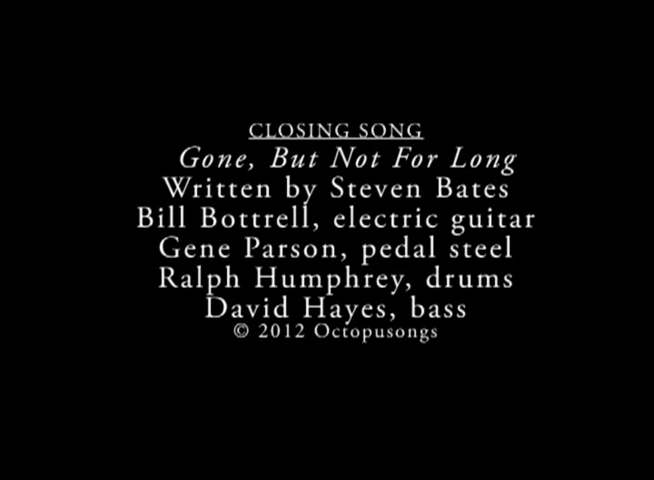 CLOSING SONG
Gone, But Not For Long
Written by Steven Bates
Bill Bottrell, electric guitar
Gene Parson, pedal steel
Ralph Humphrey, drums
David Hayes, bass
© 2012 Octopusongs